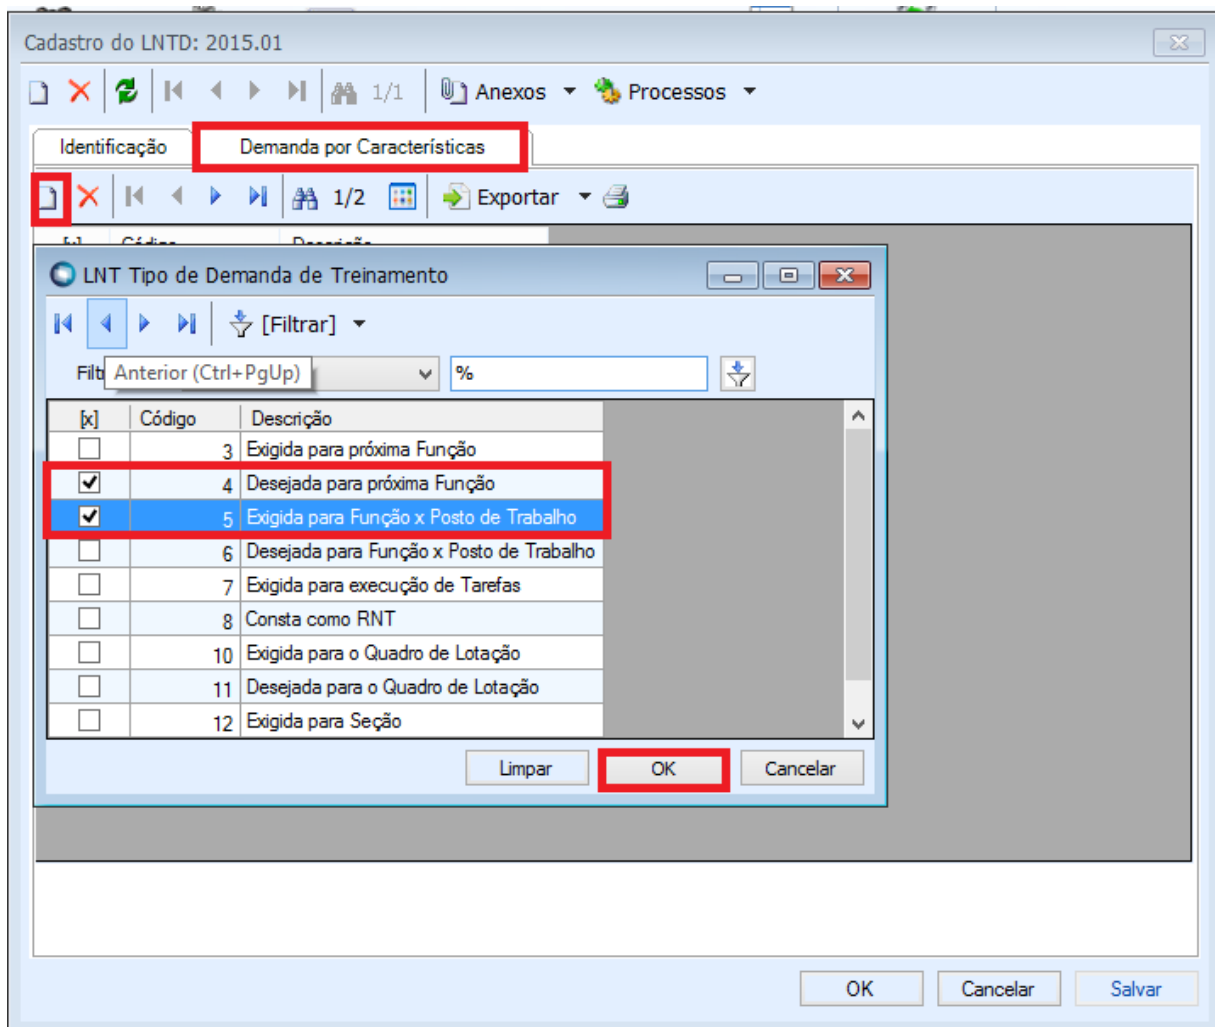 Cadastro do LNTD: 2015.01
1/1 Anexos Processos
Identificação Demanda por Características
1/2 Exportar
[x] Código Descrição
LNT Tipo de Demanda de Treinamento
[Filtrar]
Anterior (Ctrl+PgUp) %
[x] Código Descrição
3 Exigida para próxima Função
4 Desejada para próxima Função
5 Exigida para Função x Posto de Trabalho
6 Desejada para Função x Posto de Trabalho
7 Exigida para execução de Tarefas
8 Consta como RNT
10 Exigida para o Quadro de Lotação
11 Desejada para o Quadro de Lotação
12 Exigida para Seção
Limpar OK Cancelar
OK Cancelar Salvar